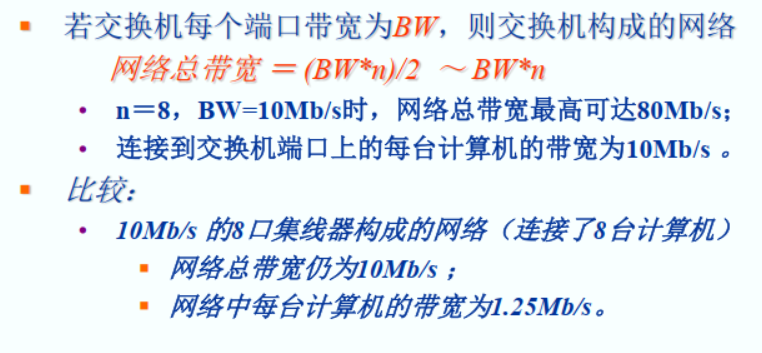 ▪ 若交换机每个端口带宽为BW，则交换机构成的网络
网络总带宽 ＝ (BW*n)/2 ～ BW*n
• n＝8，BW=10Mb/s时，网络总带宽最高可达80Mb/s；
• 连接到交换机端口上的每台计算机的带宽为10Mb/s 。
▪ 比较：
• 10Mb/s 的8口集线器构成的网络（连接了8台计算机）
▪ 网络总带宽仍为10Mb/s ；
▪ 网络中每台计算机的带宽为1.25Mb/s。